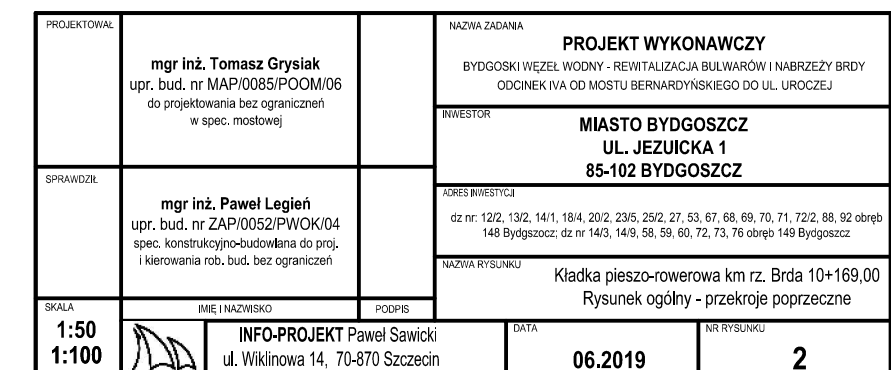 PROJEKTOWAŁ
mgr inż. Tomasz Grysiak
upr. bud. nr MAP/0085/POOM/06
do projektowania bez ograniczneń
w spec. mostowej
SPRAWDZIŁ
mgr inż. Paweł Legień
upr. bud. nr ZAP/0052/PWOK/04
spec. konstrukcyjno-budowlana do proj.
i kierowania rob. bud. bez ograniczeń
NAZWA ZADANIA
PROJEKT WYKONAWCZY
BYDGOSKI WĘZEŁ WODNY - REWITALIZACJA BULWARÓW I NABRZEŻY BRDY
ODCINEK IVA OD MOSTU BERNARDYŃSKIEGO DO UL. UROCZEJ
INWESTOR
MIASTO BYDGOSZCZ
UL. JEZUICKA 1
85-102 BYDGOSZCZ
ADRES INWESTYCJI
dz nr: 12/2, 13/2, 14/1, 18/4, 20/2, 23/5, 25/2, 27, 53, 67, 68, 69, 70, 71, 72/2, 88, 92 obręb
148 Bydgszocz; dz nr 14/3, 14/9, 58, 59, 60, 72, 73, 76 obręb 149 Bydgoszcz
NAZWA RYSUNKU
Kładka pieszo-rowerowa km rz. Brda 10+169,00
Rysunek ogólny - przekroje poprzeczne
SKALA
1:50
1:100
IMIĘ I NAZWISKO
PODPIS
INFO-PROJEKT Paweł Sawicki
ul. Wiklinowa 14, 70-870 Szczecin
DATA
06.2019
NR RYSUNKU
2